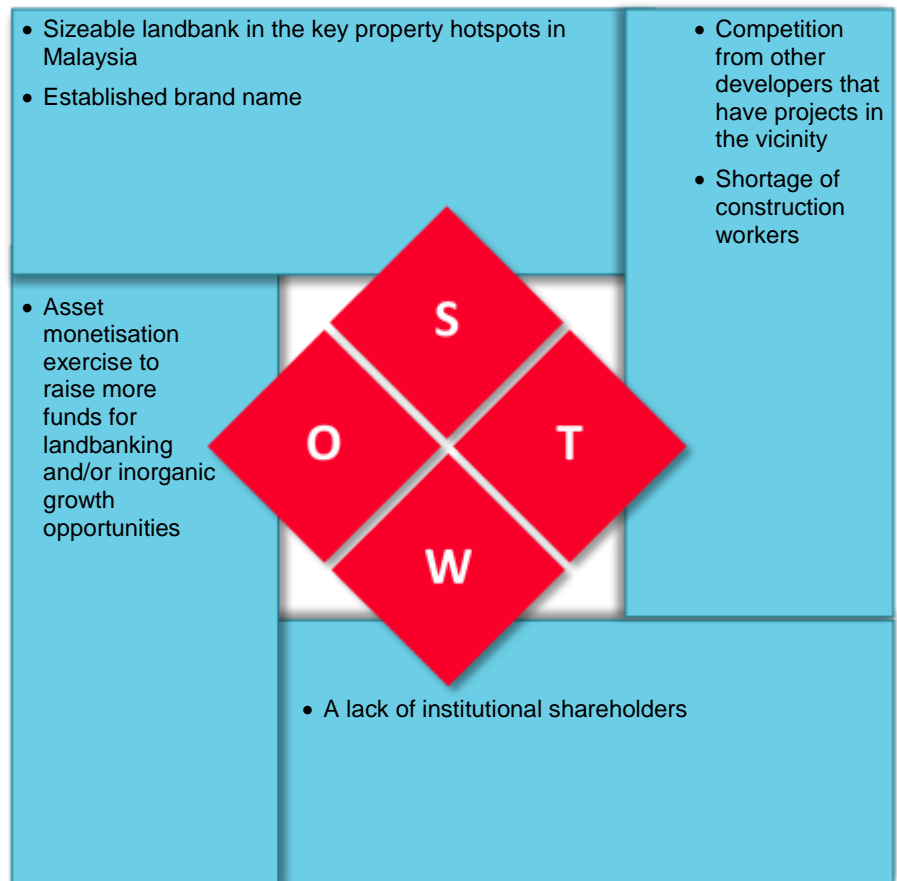 • Sizeable landbank in the key property hotspots in
Malaysia
• Established brand name
• Competition
from other
developers that
have projects in
the vicinity
• Shortage of
construction
workers
• Asset
monetisation
exercise to
raise more
funds for
landbanking
and/or inorganic
growth
opportunities
S
O
T
W
• A lack of institutional shareholders